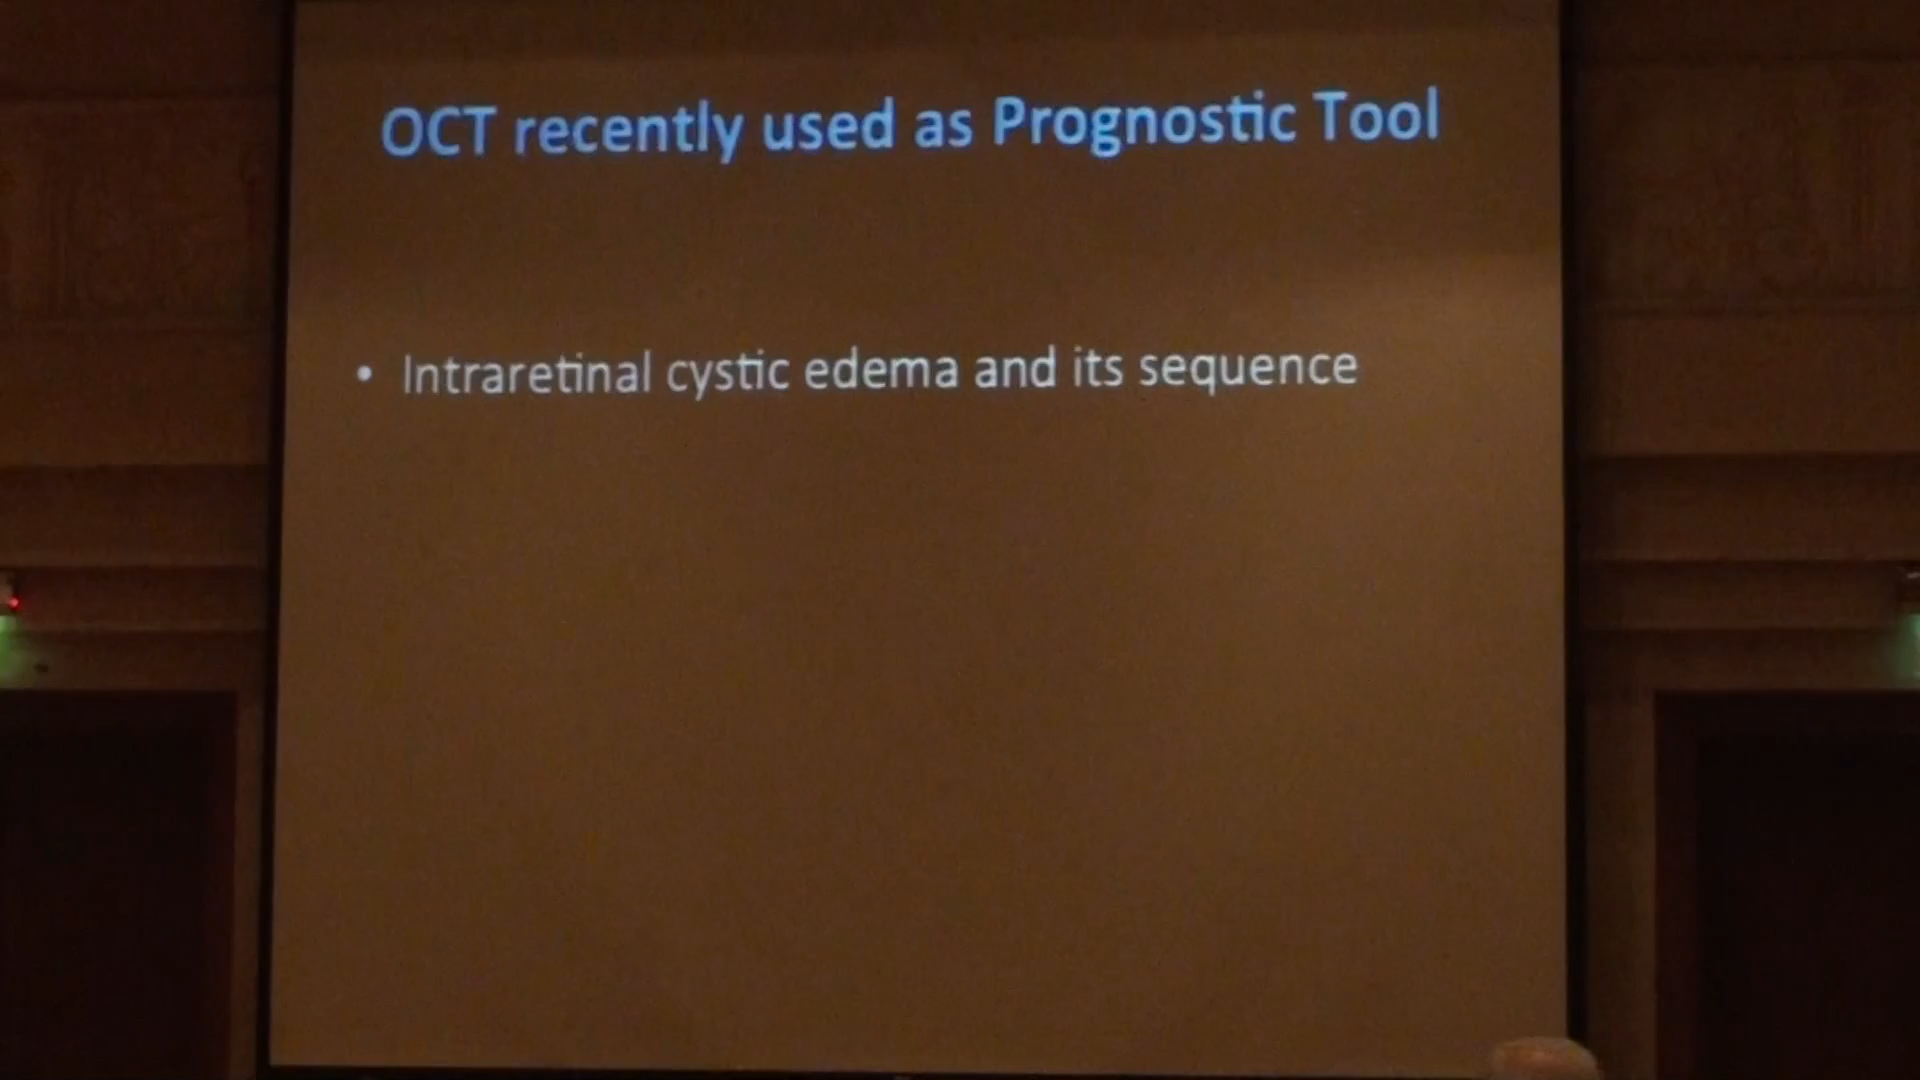 OCT recently used as Prognostic Tool
• Intraretinal cystic edema and its sequence